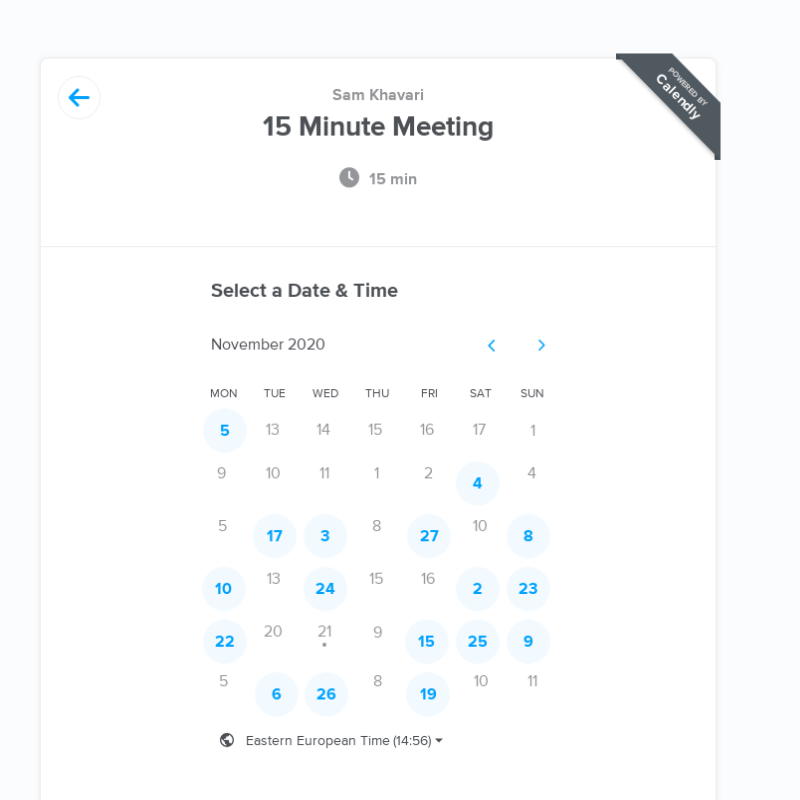 POWERED BY
Calendly
Sam Khavari
15 Minute Meeting
15 min
Select a Date & Time
November 2020
MON TUE WED THU FRI SAT SUN
5 13 14 15 16 17 1
9 10 11 1 2 4 4
5 17 3 8 27 10 8
10 13 24 15 16 2 23
22 20 21 9 15 25 9
5 6 26 8 19 10 11
Eastern European Time (14:56)